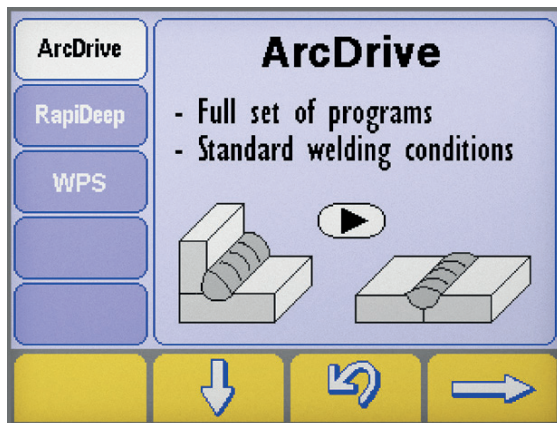 ArcDrive
RapiDeep
WPS
ArcDrive
- Full set of programs
- Standard welding conditions